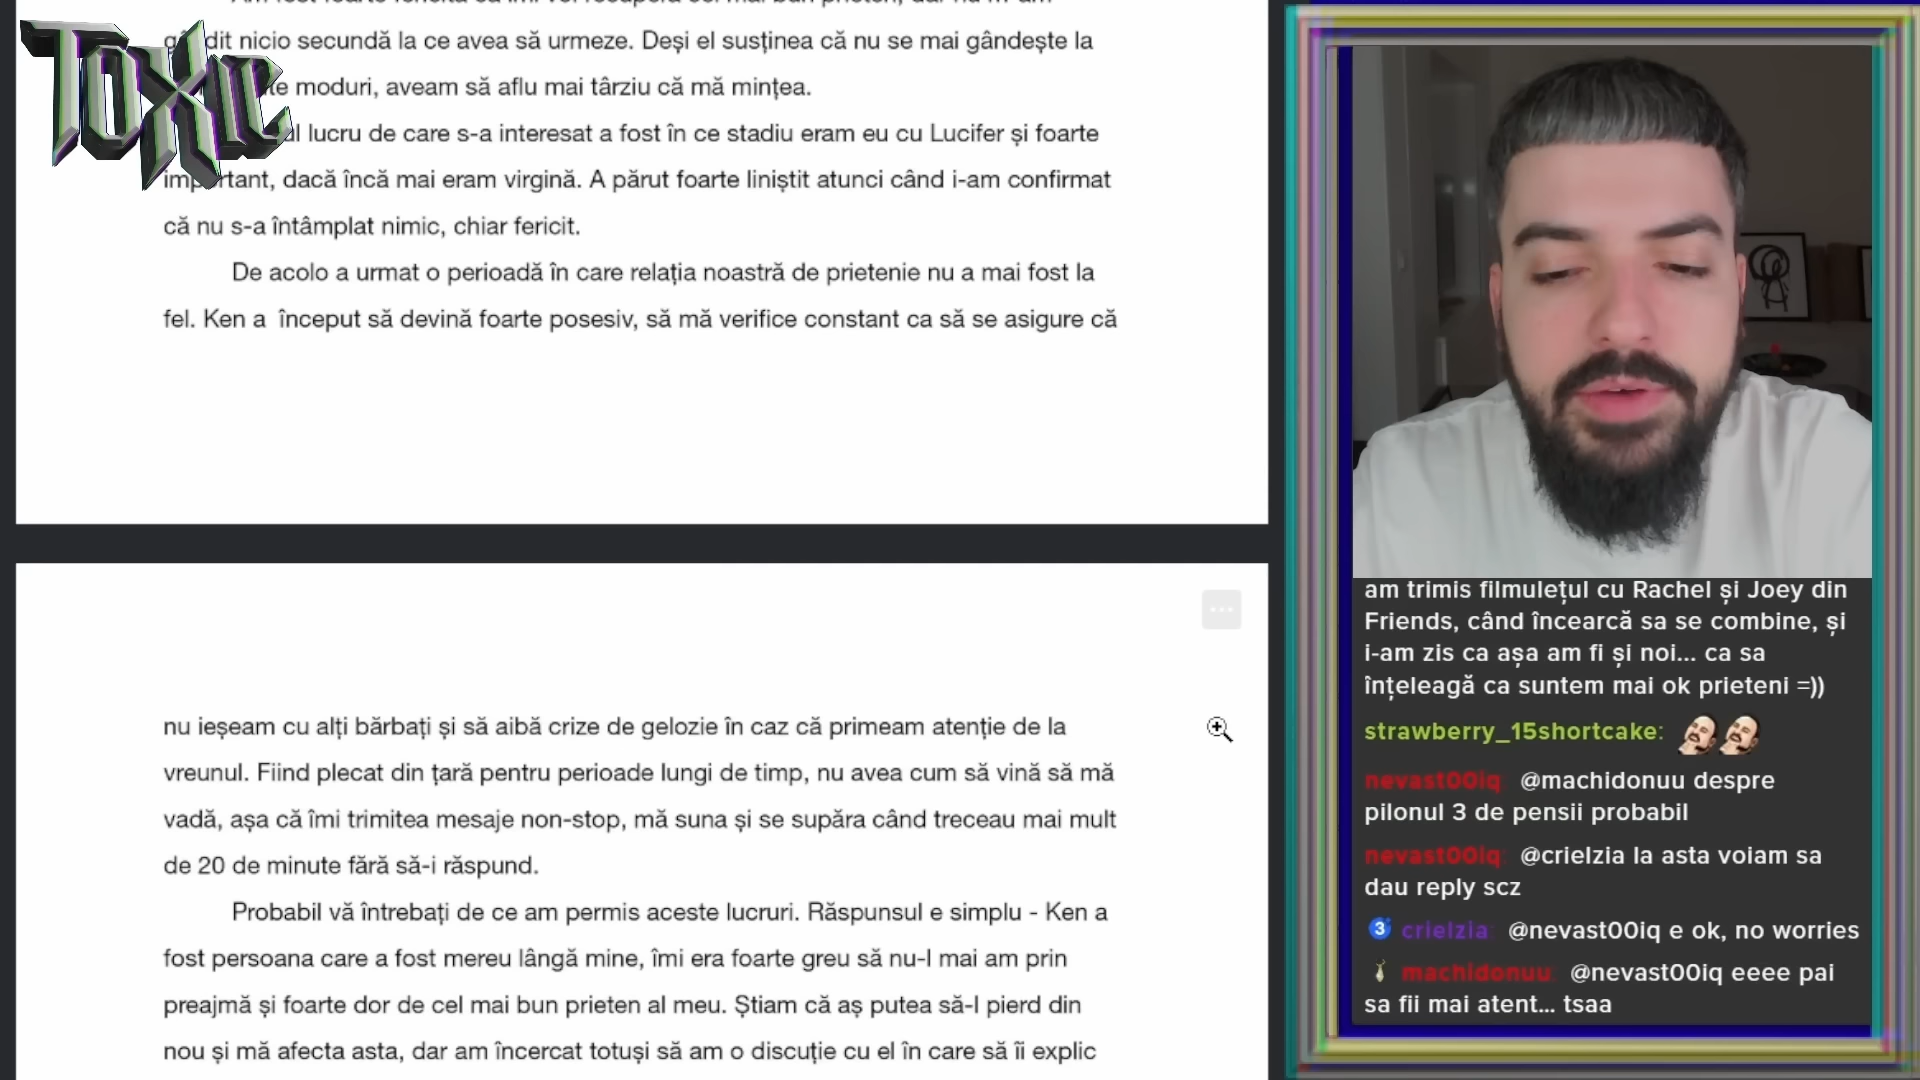 TOXIC
dit nicio secundă la ce avea să urmeze. Deși el susținea că nu se mai gândește la
moduri, aveam să aflu mai târziu că mă mințea.
lucru de care s-a interesat a fost în ce stadiu eram eu cu Lucifer și foarte
important, dacă încă mai eram virgină. A părut foarte liniștit atunci când i-am confirmat
că nu s-a întâmplat nimic, chiar fericit.
De acolo a urmat o perioadă în care relația noastră de prietenie nu a mai fost la
fel. Ken a început să devină foarte posesiv, să mă verifice constant ca să se asigure că
nu ieșeam cu alți bărbați și să aibă crize de gelozie în caz că primeam atenție de la
vreunul. Fiind plecat din țară pentru perioade lungi de timp, nu avea cum să vină să mă
vadă, așa că îmi trimitea mesaje non-stop, mă suna și se supăra când treceau mai mult
de 20 de minute fără să-i răspund.
Probabil vă întrebați de ce am permis aceste lucruri. Răspunsul e simplu - Ken a
fost persoana care a fost mereu lângă mine, îmi era foarte greu să nu-l mai am prin
preajmă și foarte dor de cel mai bun prieten al meu. Știam că aș putea să-l pierd din
nou și mă afecta asta, dar am încercat totuși să am o discuție cu el în care să îi explic
am trimis filmulețul cu Rachel și Joey din
Friends, când încearcă sa se combine, și
i-am zis ca așa am fi și noi... ca sa
înțeleagă ca suntem mai ok prieteni =))
strawberry_15shortcake:
nevast00iq: @machidonuu despre
pilonul 3 de pensii probabil
nevast00iq: @crielzia la asta voiam sa
dau reply scz
3 crielzia: @nevast00iq e ok, no worries
machidonuu: @nevast00iq eeee pai
sa fii mai atent... tsaa